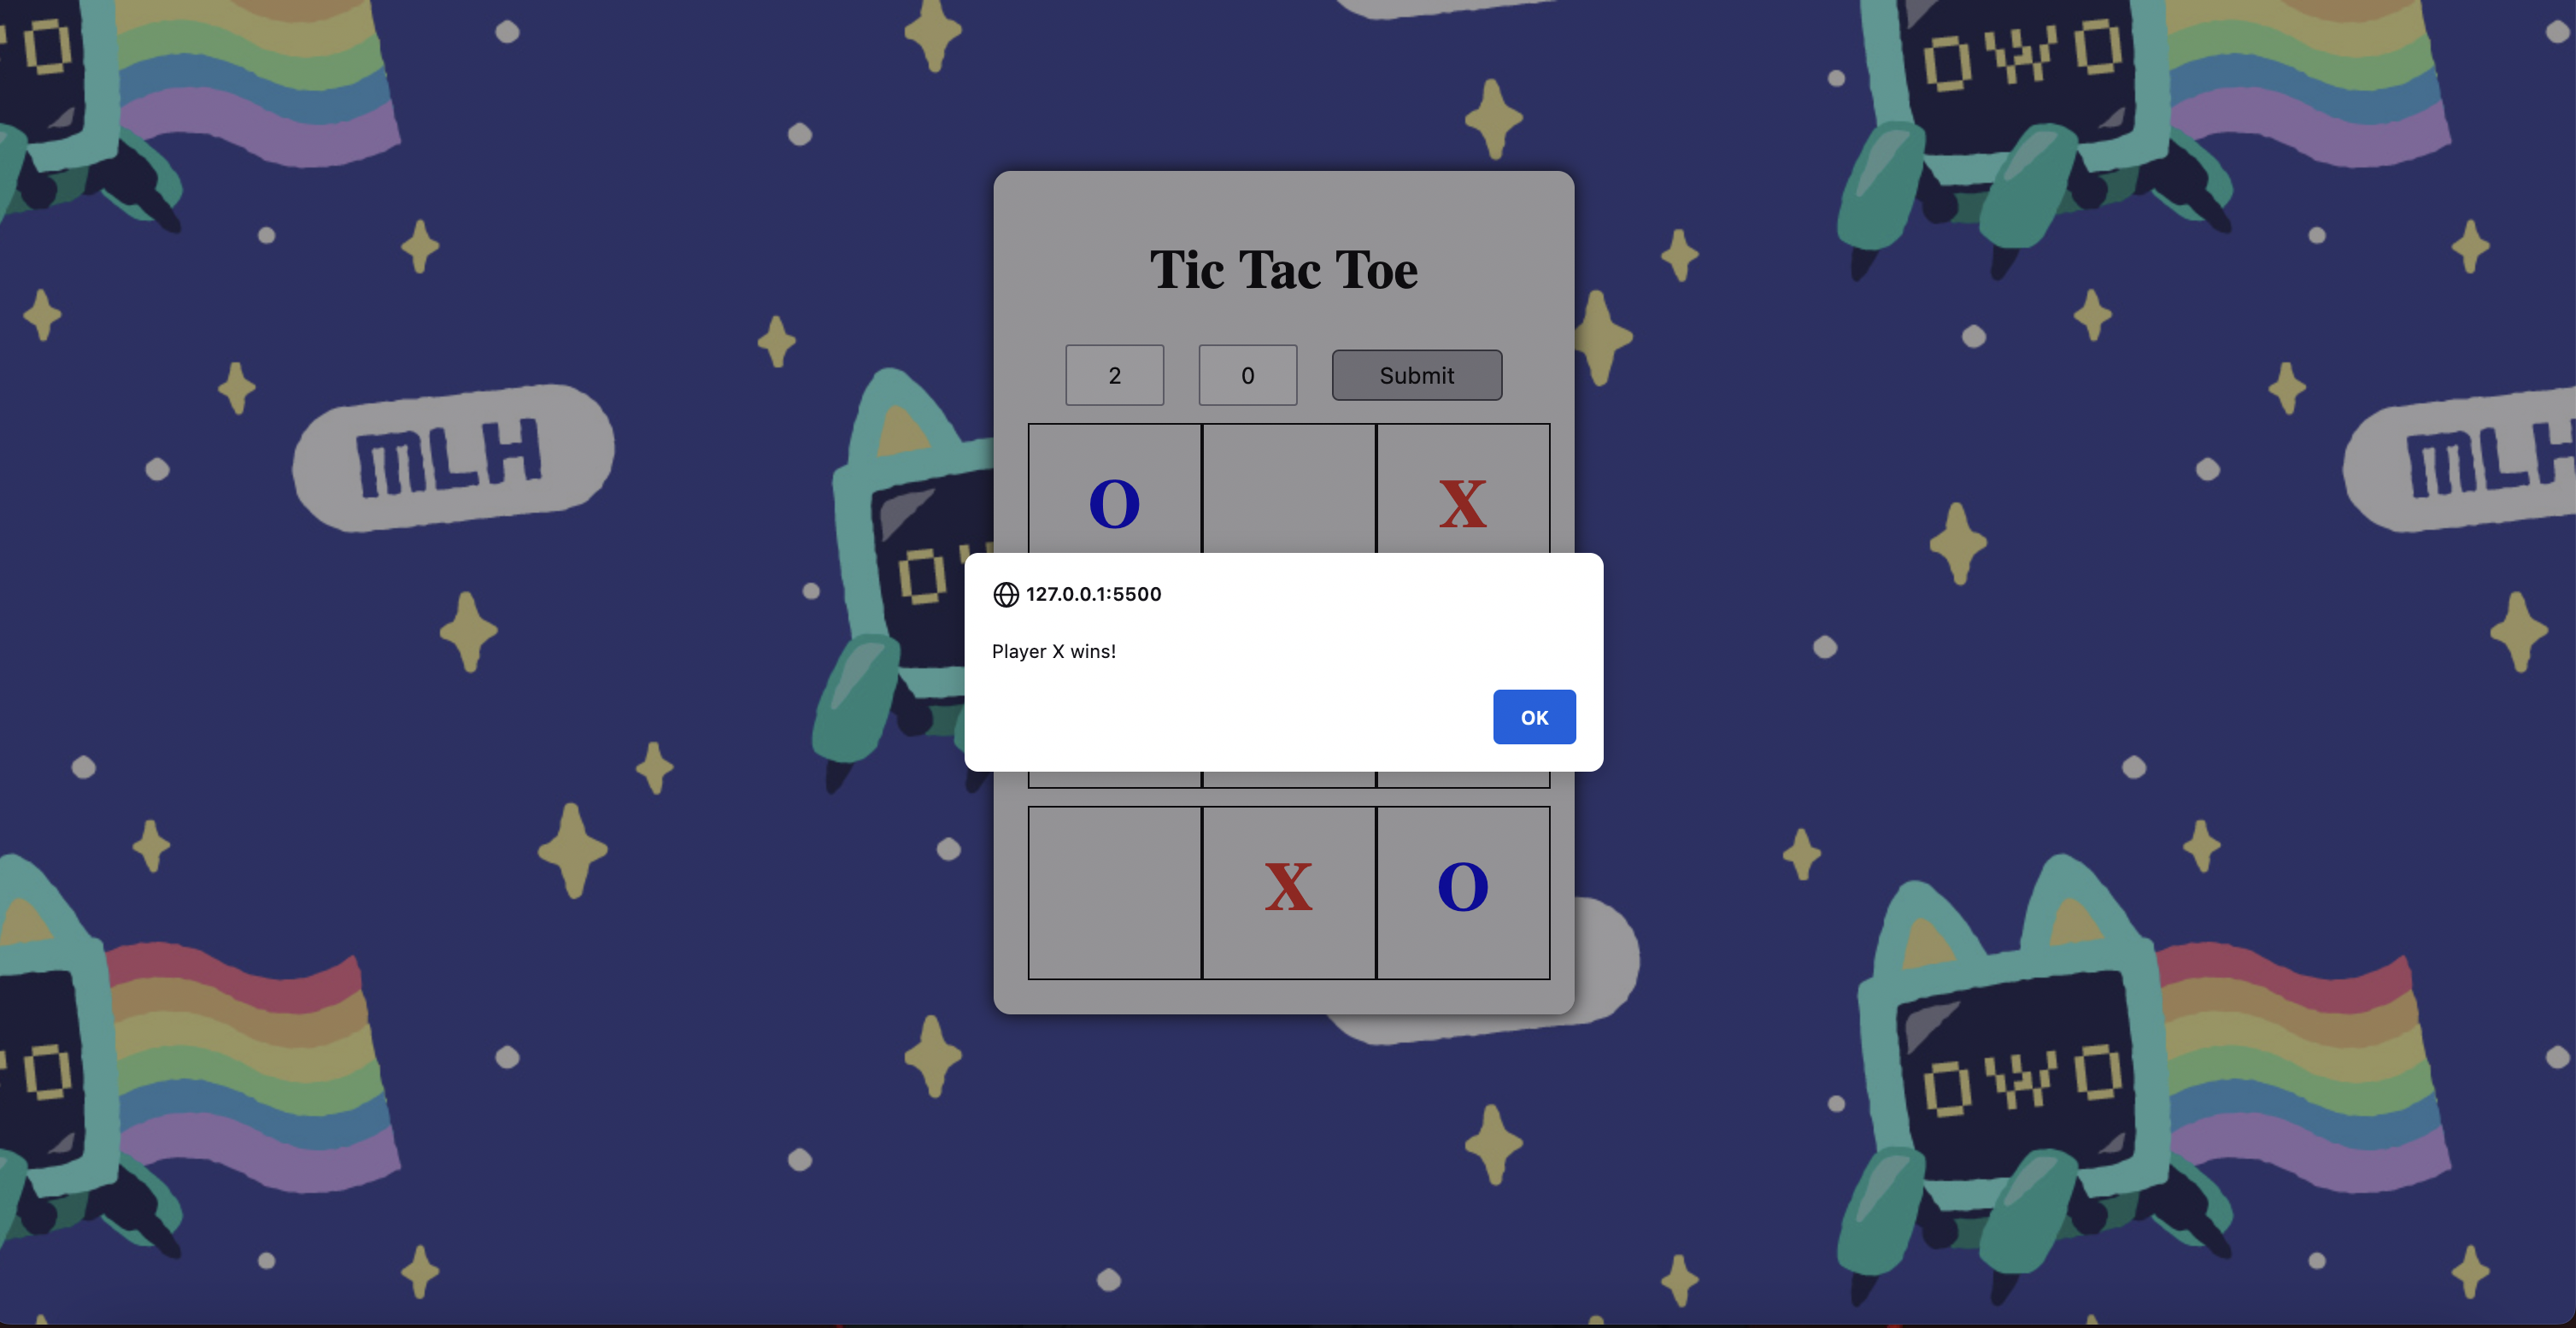 OWO
Tic Tac Toe
2 0 Submit
MLH
MLH
O X
127.0.0.1:5500
Player X wins!
OK
X O
OWO